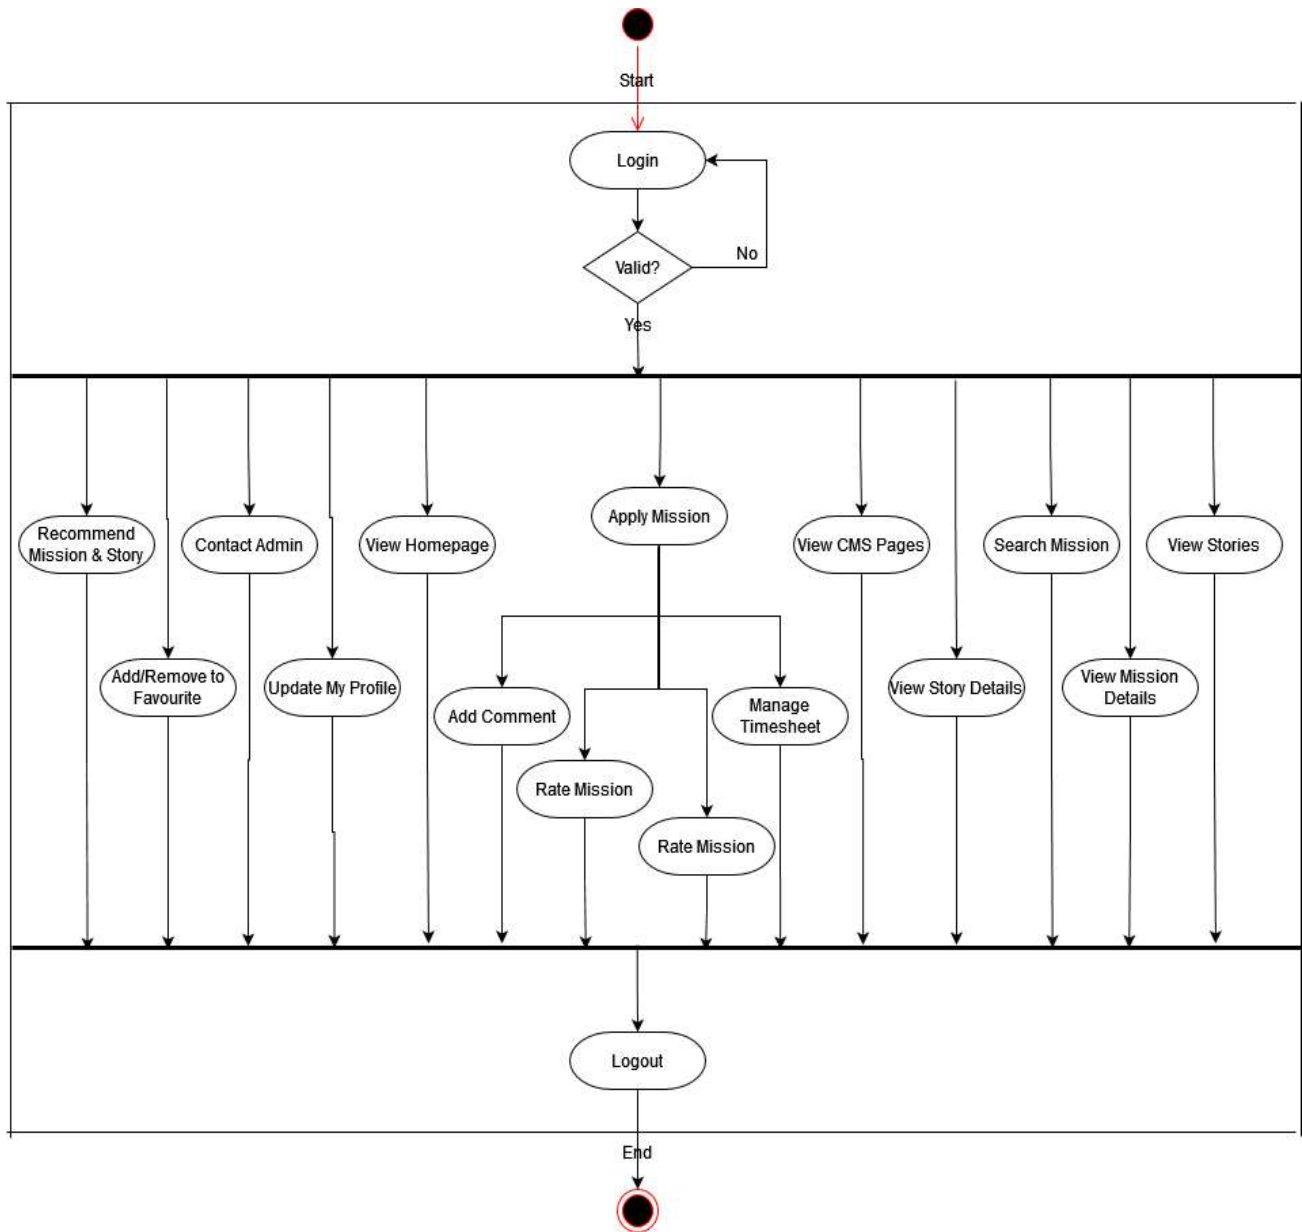 Start
Login
No
Valid?
Yes
Apply Mission
Recommend
Mission & Story
Contact Admin
View Homepage
View CMS Pages
Search Mission
View Stories
Add/Remove to
Favourite
Update My Profile
Add Comment
Manage
Timesheet
View Story Details
View Mission
Details
Rate Mission
Rate Mission
Logout
End